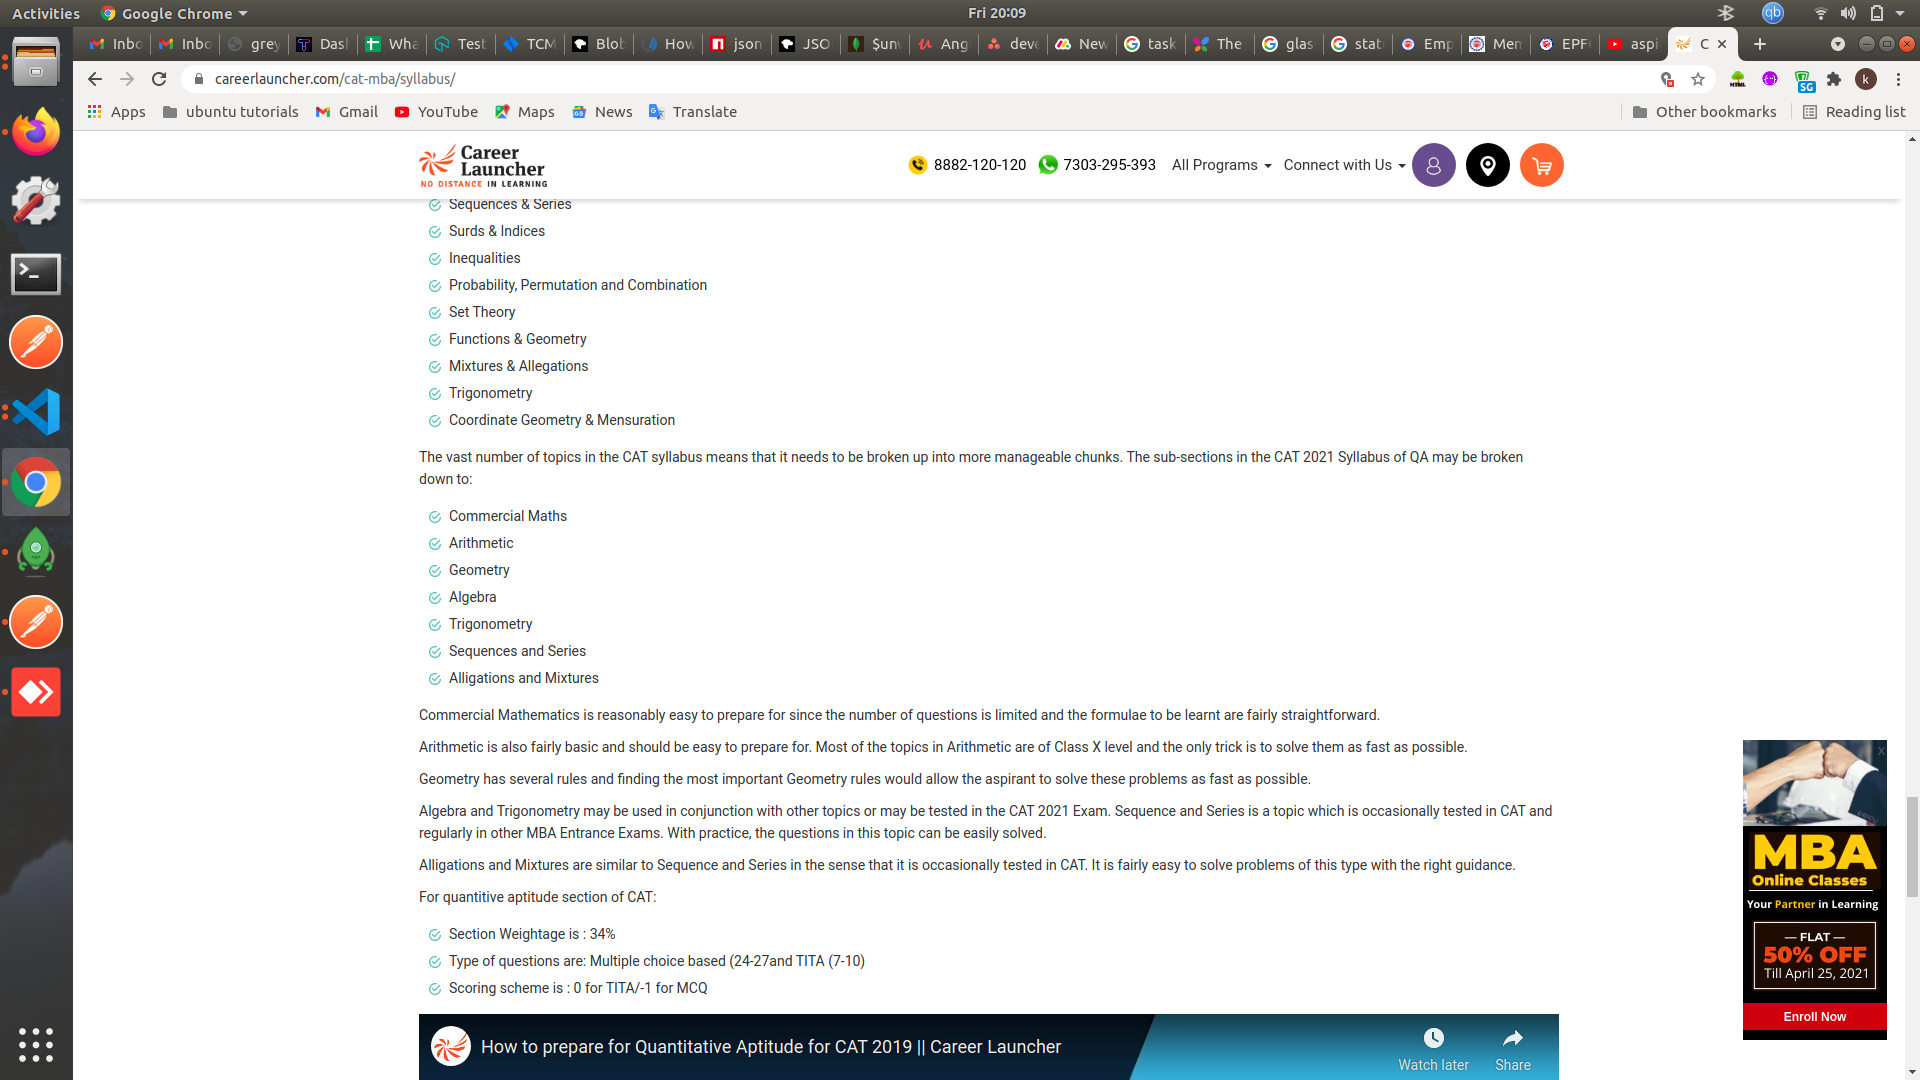 Activities
Google Chrome
Fri 20:09
qb
Inbo
Inbo
grey
Das
Wha
Test
TCM
Blob
How
json
JSO
$un
Ang
deve
New
task
The
glas
stat
Emp
Mem
EPFO
aspi
C
careerlauncher.com/cat-mba/syllabus/
SG
k
Apps
ubuntu tutorials
Gmail
YouTube
Maps
News
Translate
Other bookmarks
Reading list
Career
Launcher
NO DISTANCE IN LEARNING
8882-120-120
7303-295-393
All Programs
Connect with Us
Sequences & Series
Surds & Indices
Inequalities
Probability, Permutation and Combination
Set Theory
Functions & Geometry
Mixtures & Allegations
Trigonometry
Coordinate Geometry & Mensuration
The vast number of topics in the CAT syllabus means that it needs to be broken up into more manageable chunks. The sub-sections in the CAT 2021 Syllabus of QA may be broken
down to:
Commercial Maths
Arithmetic
Geometry
Algebra
Trigonometry
Sequences and Series
Alligations and Mixtures
Commercial Mathematics is reasonably easy to prepare for since the number of questions is limited and the formulae to be learnt are fairly straightforward.
Arithmetic is also fairly basic and should be easy to prepare for. Most of the topics in Arithmetic are of Class X level and the only trick is to solve them as fast as possible.
Geometry has several rules and finding the most important Geometry rules would allow the aspirant to solve these problems as fast as possible.
Algebra and Trigonometry may be used in conjunction with other topics or may be tested in the CAT 2021 Exam. Sequence and Series is a topic which is occasionally tested in CAT and
regularly in other MBA Entrance Exams. With practice, the questions in this topic can be easily solved.
Alligations and Mixtures are similar to Sequence and Series in the sense that it is occasionally tested in CAT. It is fairly easy to solve problems of this type with the right guidance.
For quantitive aptitude section of CAT:
Section Weightage is : 34%
Type of questions are: Multiple choice based (24-27and TITA (7-10)
Scoring scheme is : 0 for TITA/-1 for MCQ
How to prepare for Quantitative Aptitude for CAT 2019 || Career Launcher
Watch later
Share
X
MBA
Online Classes
Your Partner in Learning
— FLAT —
50% OFF
Till April 25, 2021
Enroll Now